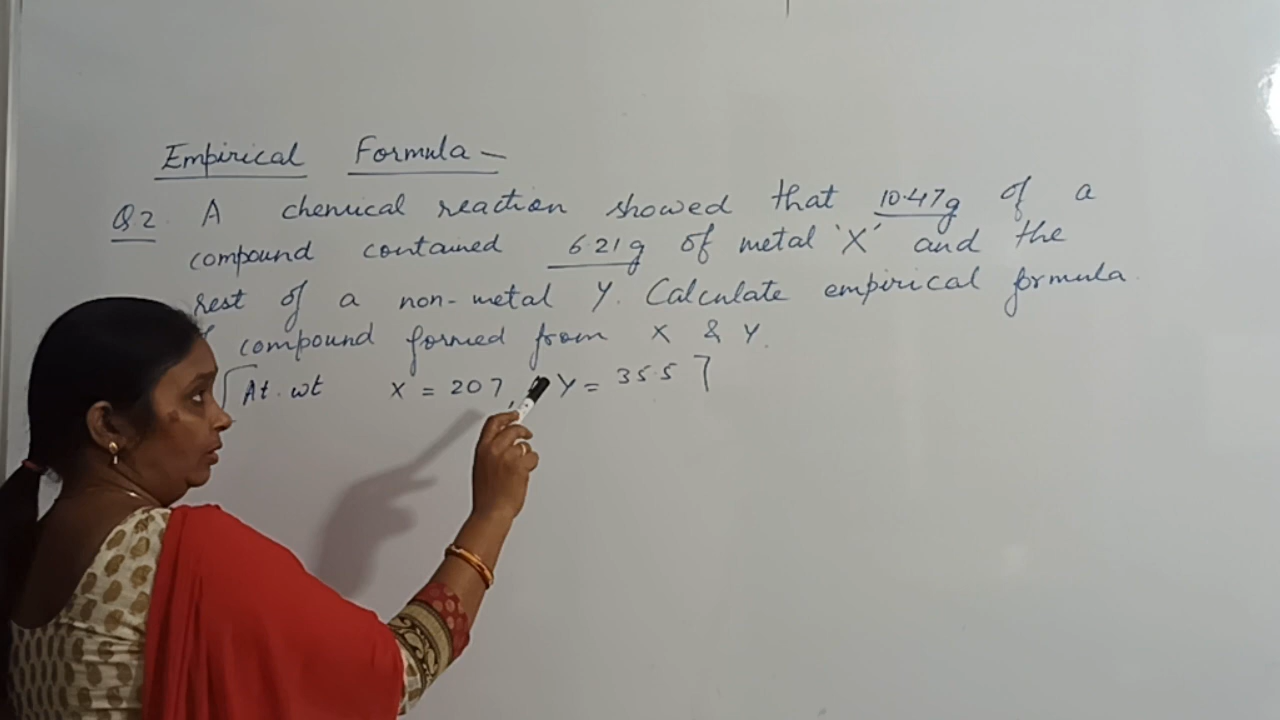 Empirical Formula -
Q.2. A chemical reaction showed that 10.47g of a
compound contained 6.21g of metal 'X' and the
rest of a non-metal Y. Calculate empirical formula
compound formed from X & Y.
[At. wt X = 207, Y = 35.5]